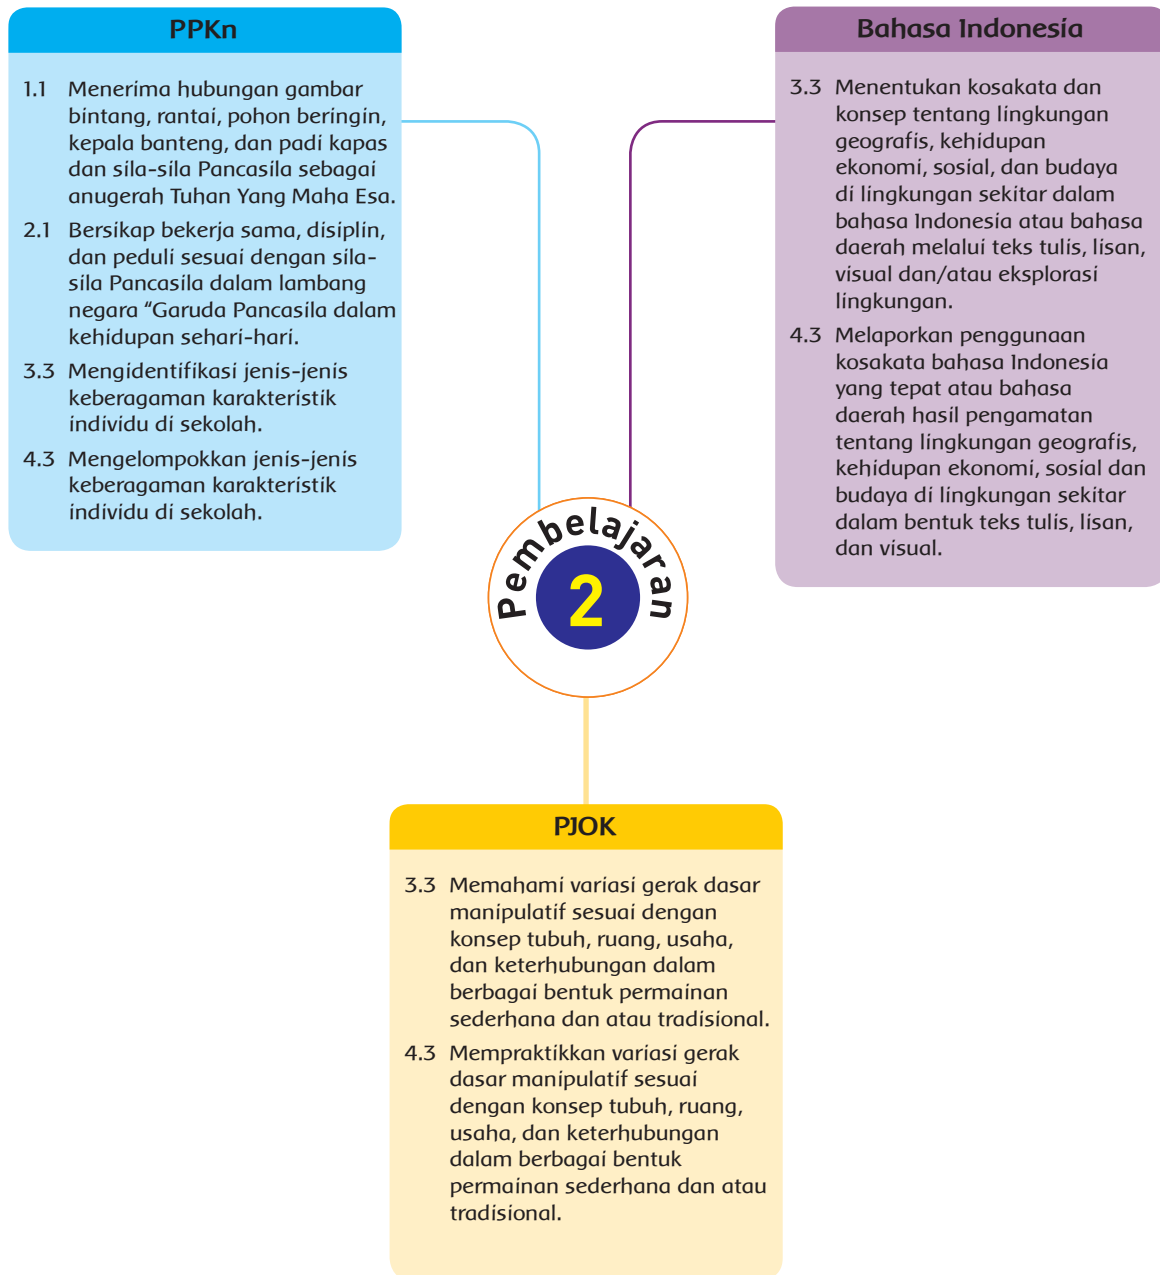 PPKn
1.1 Menerima hubungan gambar
bintang, rantai, pohon beringin,
kepala banteng, dan padi kapas
dan sila-sila Pancasila sebagai
anugerah Tuhan Yang Maha Esa.
2.1 Bersikap bekerja sama, disiplin,
dan peduli sesuai dengan sila-
sila Pancasila dalam lambang
negara “Garuda Pancasila dalam
kehidupan sehari-hari.
3.3 Mengidentifikasi jenis-jenis
keberagaman karakteristik
individu di sekolah.
4.3 Mengelompokkan jenis-jenis
keberagaman karakteristik
individu di sekolah.
Bahasa Indonesia
3.3 Menentukan kosakata dan
konsep tentang lingkungan
geografis, kehidupan
ekonomi, sosial, dan budaya
di lingkungan sekitar dalam
bahasa Indonesia atau bahasa
daerah melalui teks tulis, lisan,
visual dan/atau eksplorasi
lingkungan.
4.3 Melaporkan penggunaan
kosakata bahasa Indonesia
yang tepat atau bahasa
daerah hasil pengamatan
tentang lingkungan geografis,
kehidupan ekonomi, sosial dan
budaya di lingkungan sekitar
dalam bentuk teks tulis, lisan,
dan visual.
Pembelajaran
2
PJOK
3.3 Memahami variasi gerak dasar
manipulatif sesuai dengan
konsep tubuh, ruang, usaha,
dan keterhubungan dalam
berbagai bentuk permainan
sederhana dan atau tradisional.
4.3 Mempraktikkan variasi gerak
dasar manipulatif sesuai
dengan konsep tubuh, ruang,
usaha, dan keterhubungan
dalam berbagai bentuk
permainan sederhana dan atau
tradisional.